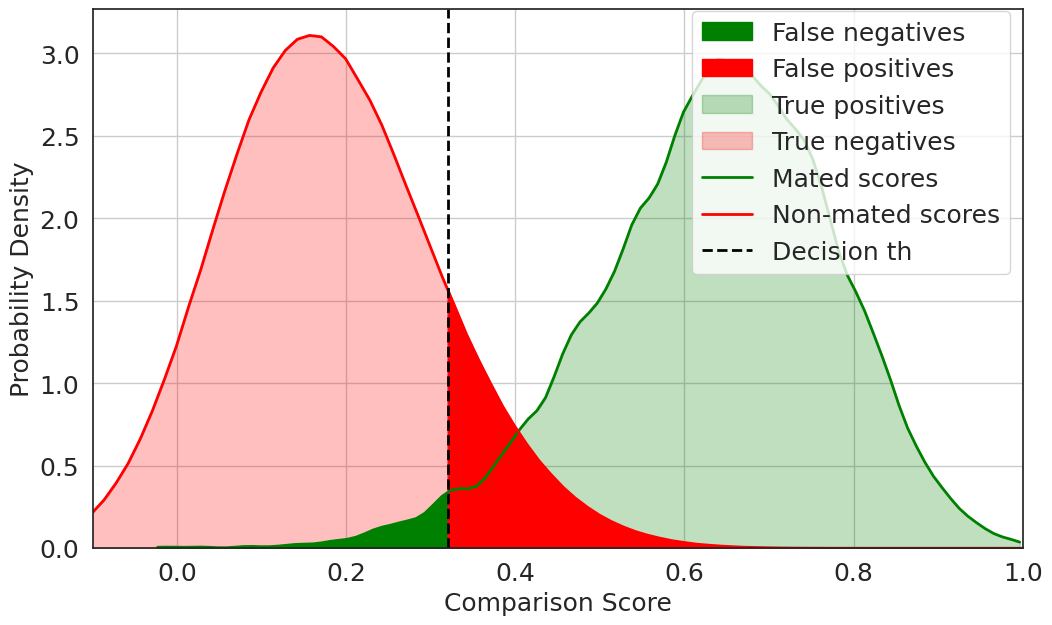 False negatives
False positives
True positives
True negatives
Mated scores
Non-mated scores
Decision th
Probability Density
3.0
2.5
2.0
1.5
1.0
0.5
0.0
0.0 0.2 0.4 0.6 0.8 1.0
Comparison Score